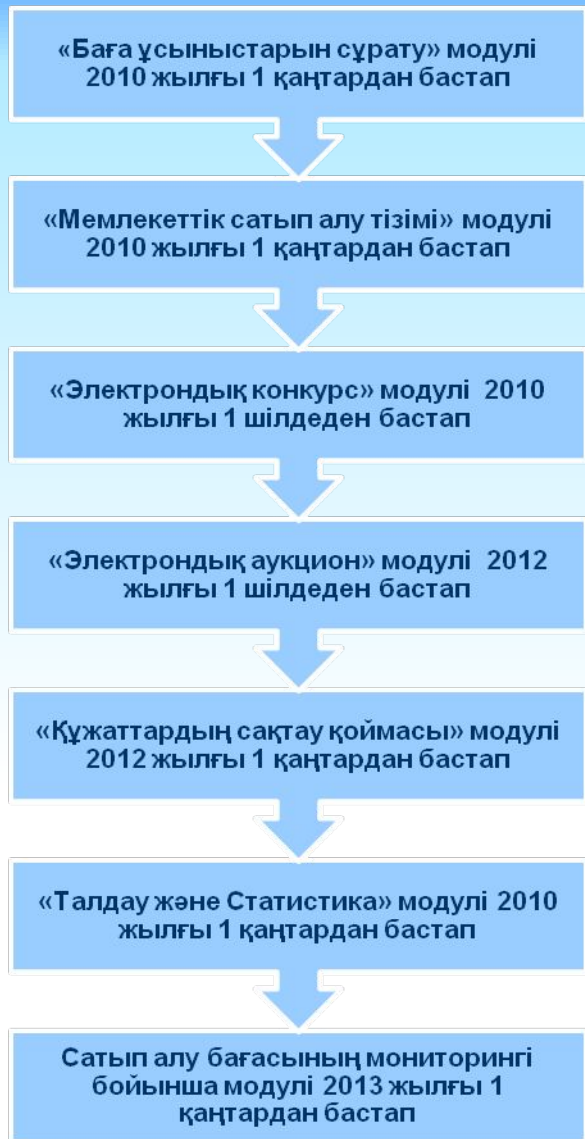 «Баға ұсыныстарын сұрату» модулі
2010 жылғы 1 қаңтардан бастап
«Мемлекеттік сатып алу тізімі» модулі
2010 жылғы 1 қаңтардан бастап
«Электрондық конкурс» модулі 2010
жылғы 1 шілдеден бастап
«Электрондық аукцион» модулі 2012
жылғы 1 шілдеден бастап
«Құжаттардың сақтау қоймасы» модулі
2012 жылғы 1 қаңтардан бастап
«Талдау және Статистика» модулі 2010
жылғы 1 қаңтардан бастап
Сатып алу бағасының мониторингі
бойынша модулі 2013 жылғы 1
қаңтардан бастап